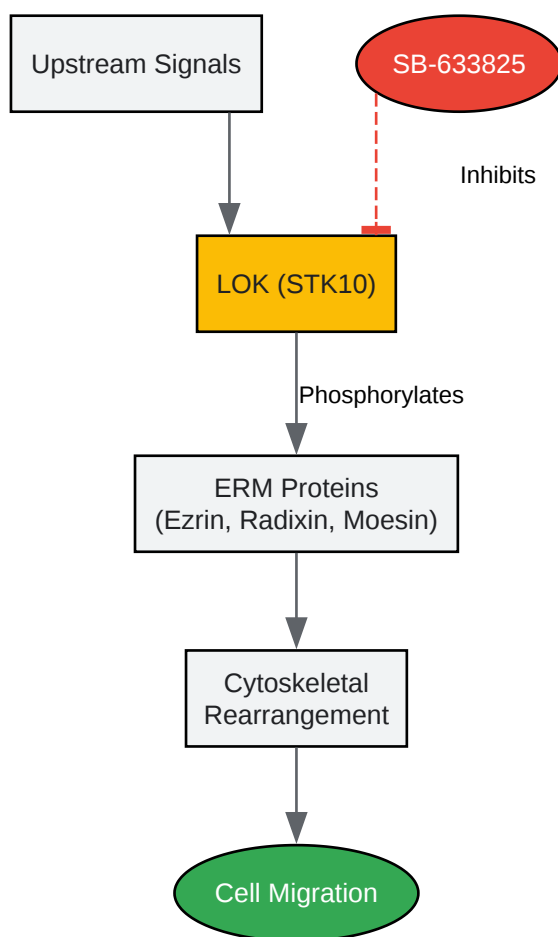 Upstream Signals
SB-633825
Inhibits
LOK (STK10)
Phosphorylates
ERM Proteins
(Ezrin, Radixin, Moesin)
Cytoskeletal
Rearrangement
Cell Migration